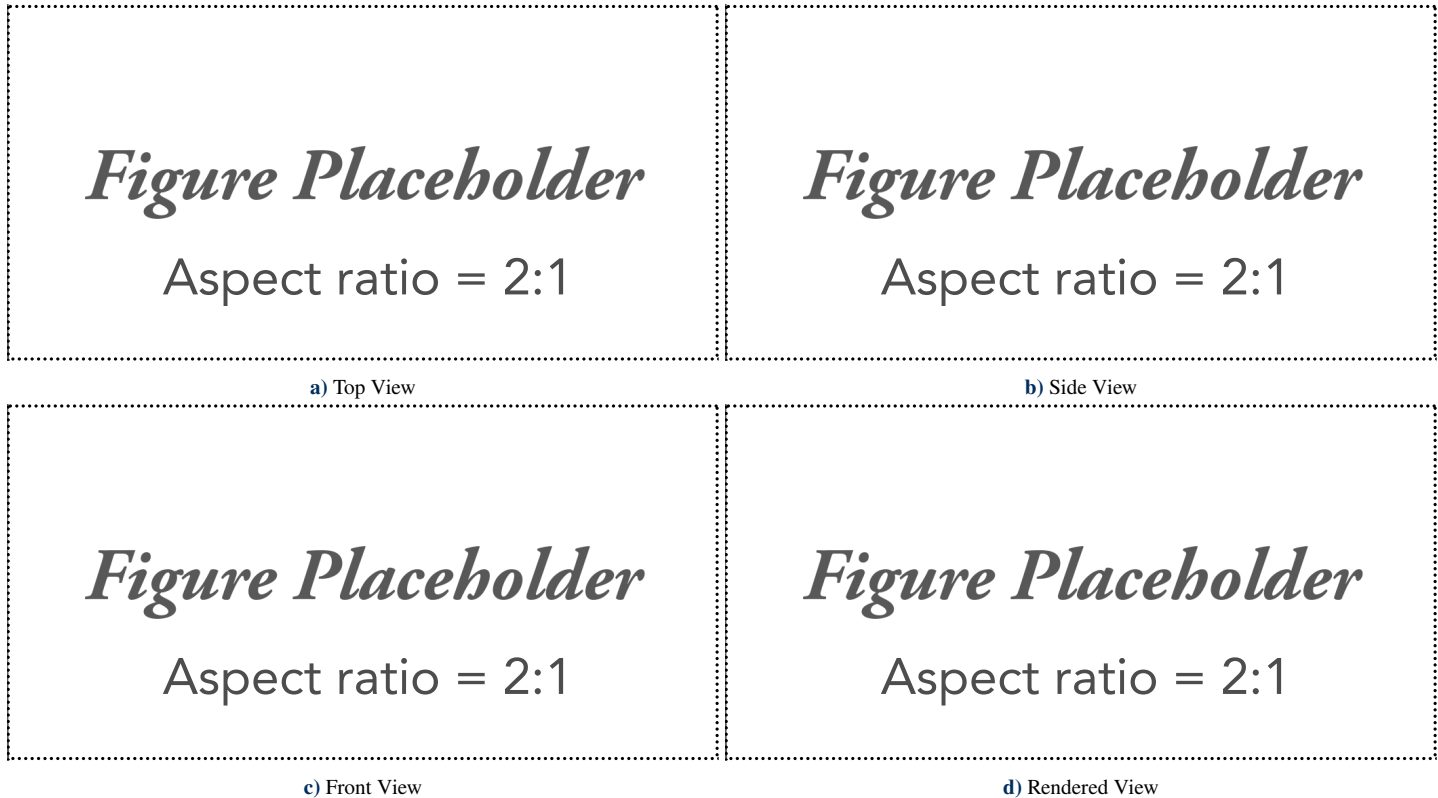 Figure Placeholder
Aspect ratio = 2:1
a) Top View
Figure Placeholder
Aspect ratio = 2:1
b) Side View
Figure Placeholder
Aspect ratio = 2:1
c) Front View
Figure Placeholder
Aspect ratio = 2:1
d) Rendered View